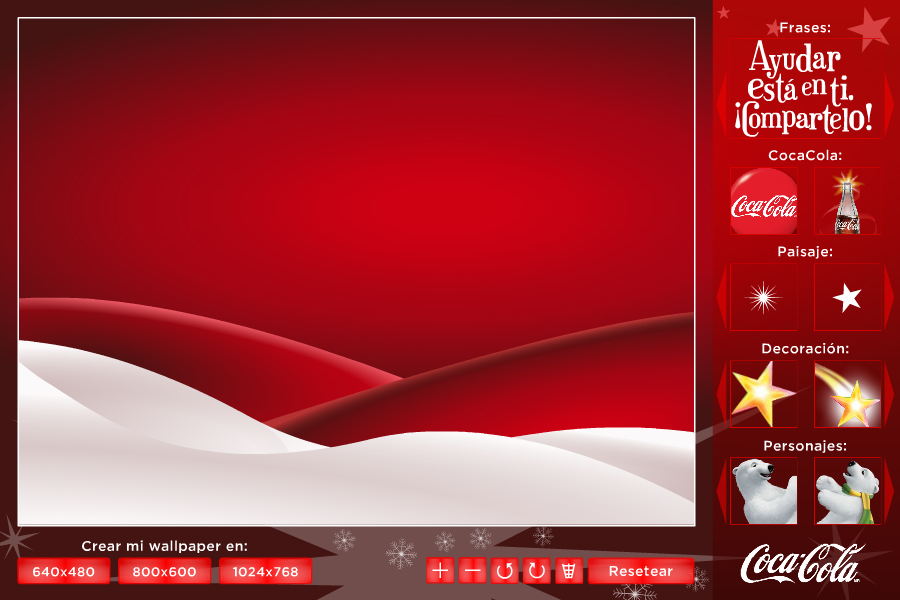 Frases:
Ayudar
está en ti.
¡Compartelo!
CocaCola:
Coca-Cola
Coca-Cola
Paisaje:
Decoración:
Personajes:
Crear mi wallpaper en:
640x480
800x600
1024x768
Resetear
Coca-Cola